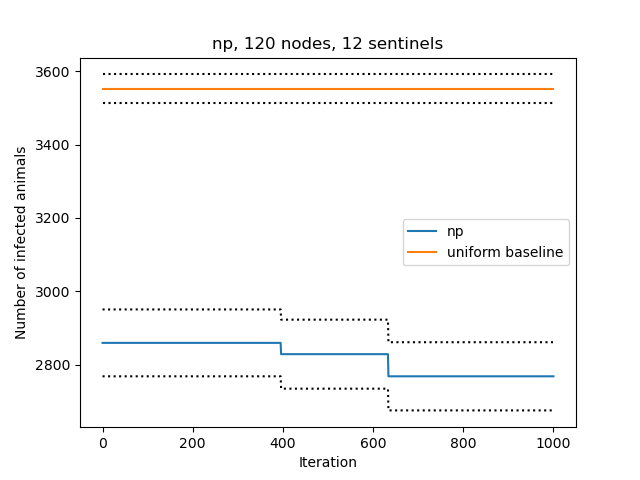 np, 120 nodes, 12 sentinels
Number of infected animals
3600
3400
3200
3000
2800
np
uniform baseline
0 200 400 600 800 1000
Iteration